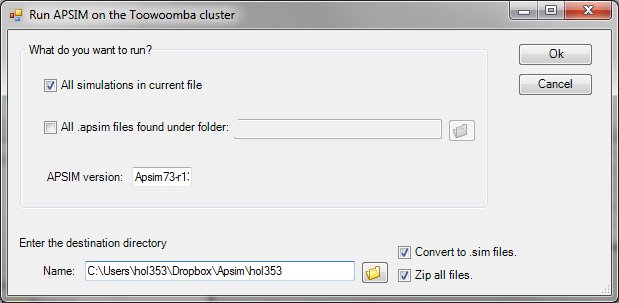 Run APSIM on the Toowoomba cluster
What do you want to run?
All simulations in current file
All .apsim files found under folder:
APSIM version: Apsim73-r13
Ok
Cancel
Enter the destination directory
Name: C:\Users\hol353\Dropbox\Apsim\hol353
Convert to .sim files.
Zip all files.